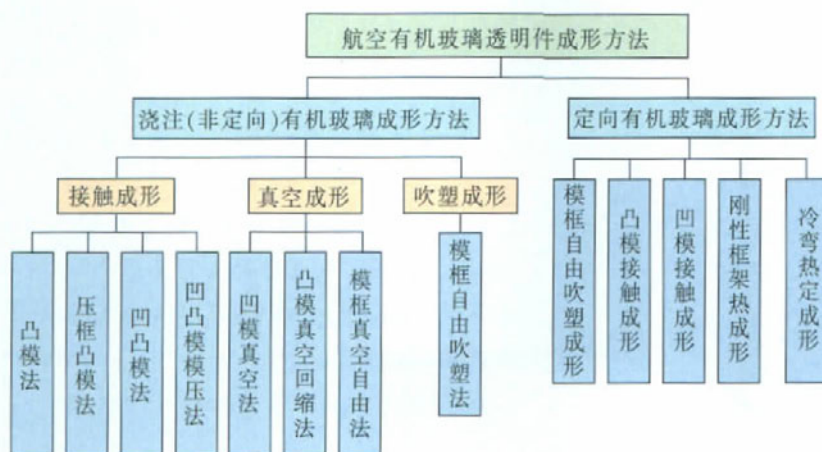 航空有机玻璃透明件成形方法
浇注(非定向)有机玻璃成形方法
定向有机玻璃成形方法
接触成形
真空成形
吹塑成形
凸模法
压框凸模法
凹凸模法
凹凸模模压法
凹模真空法
凸模真空回缩法
模框真空自由法
模框自由吹塑法
模框自由吹塑成形
凸模接触成形
凹模接触成形
刚性框架热成形
冷弯热定成形